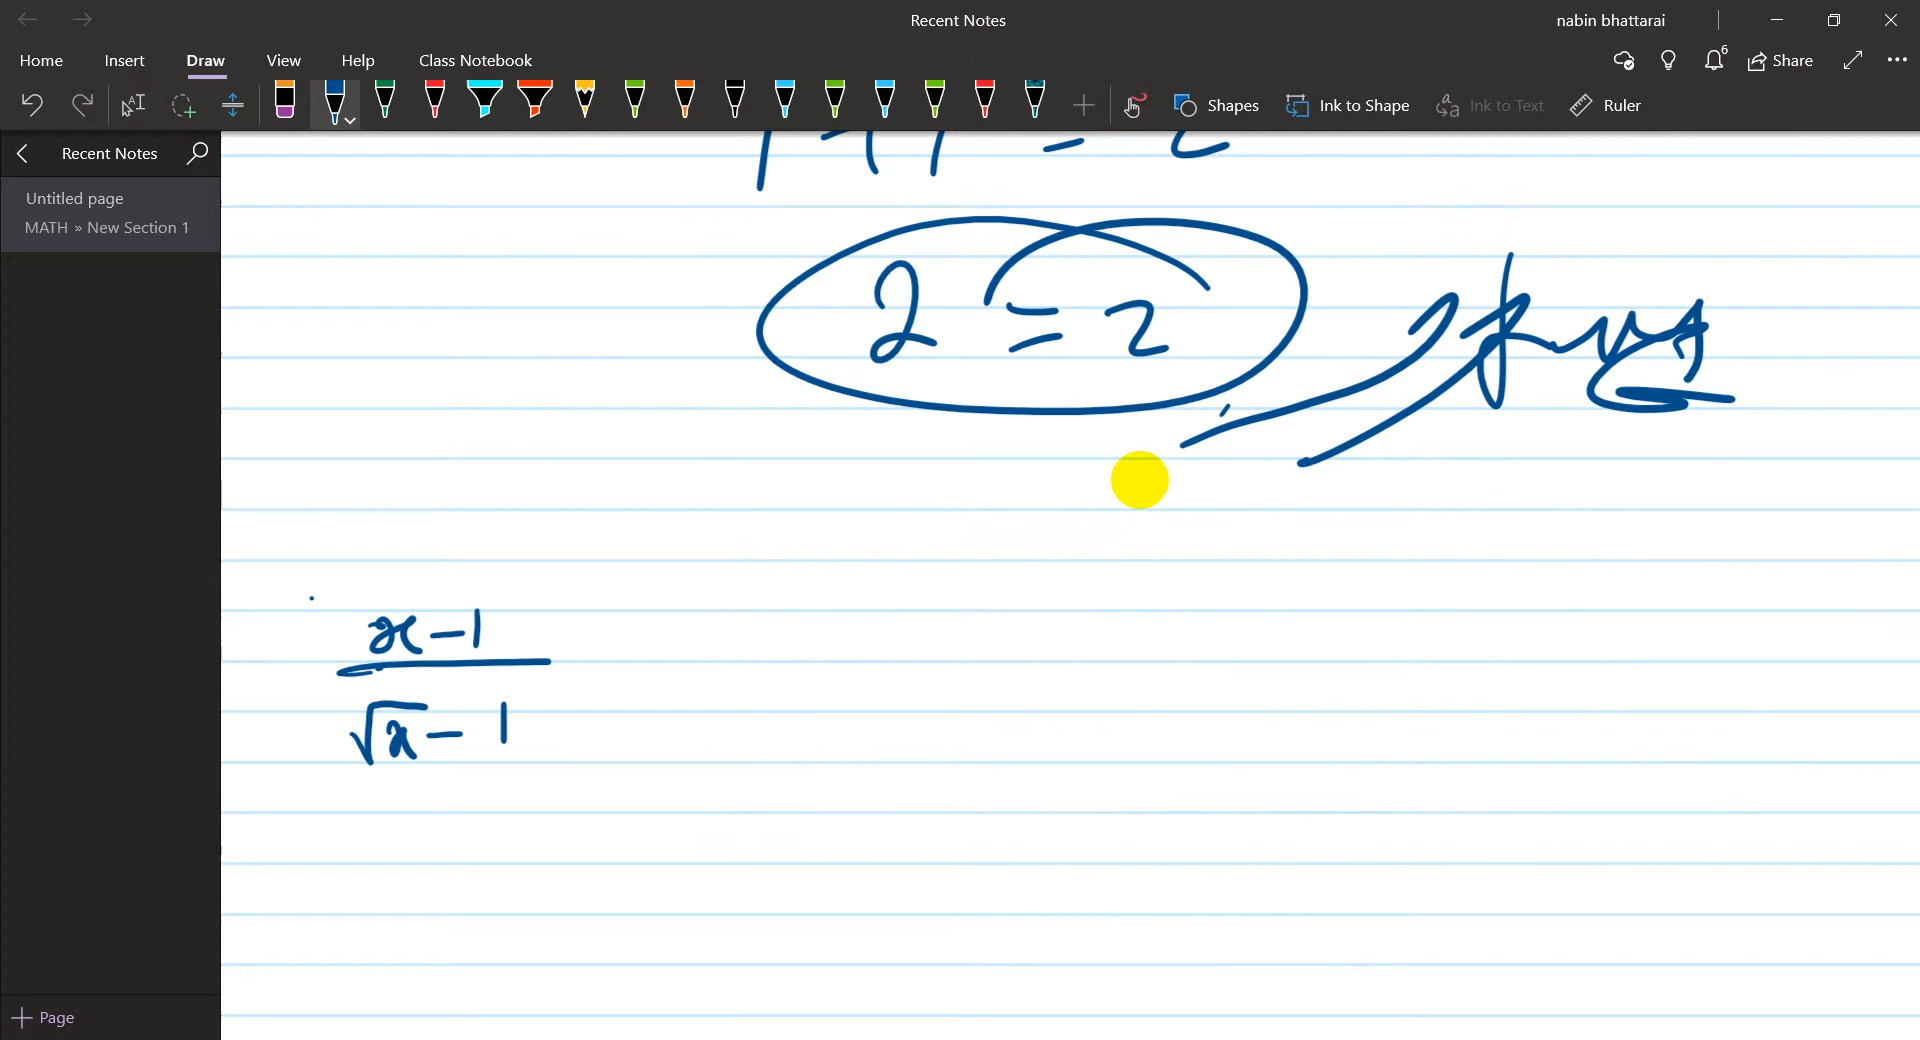 Recent Notes
nabin bhattarai
Home Insert Draw View Help Class Notebook
6
Share
Shapes Ink to Shape Ink to Text Ruler
Recent Notes
Untitled page
MATH » New Section 1
2 = 2
x - 1
√x - 1
Page